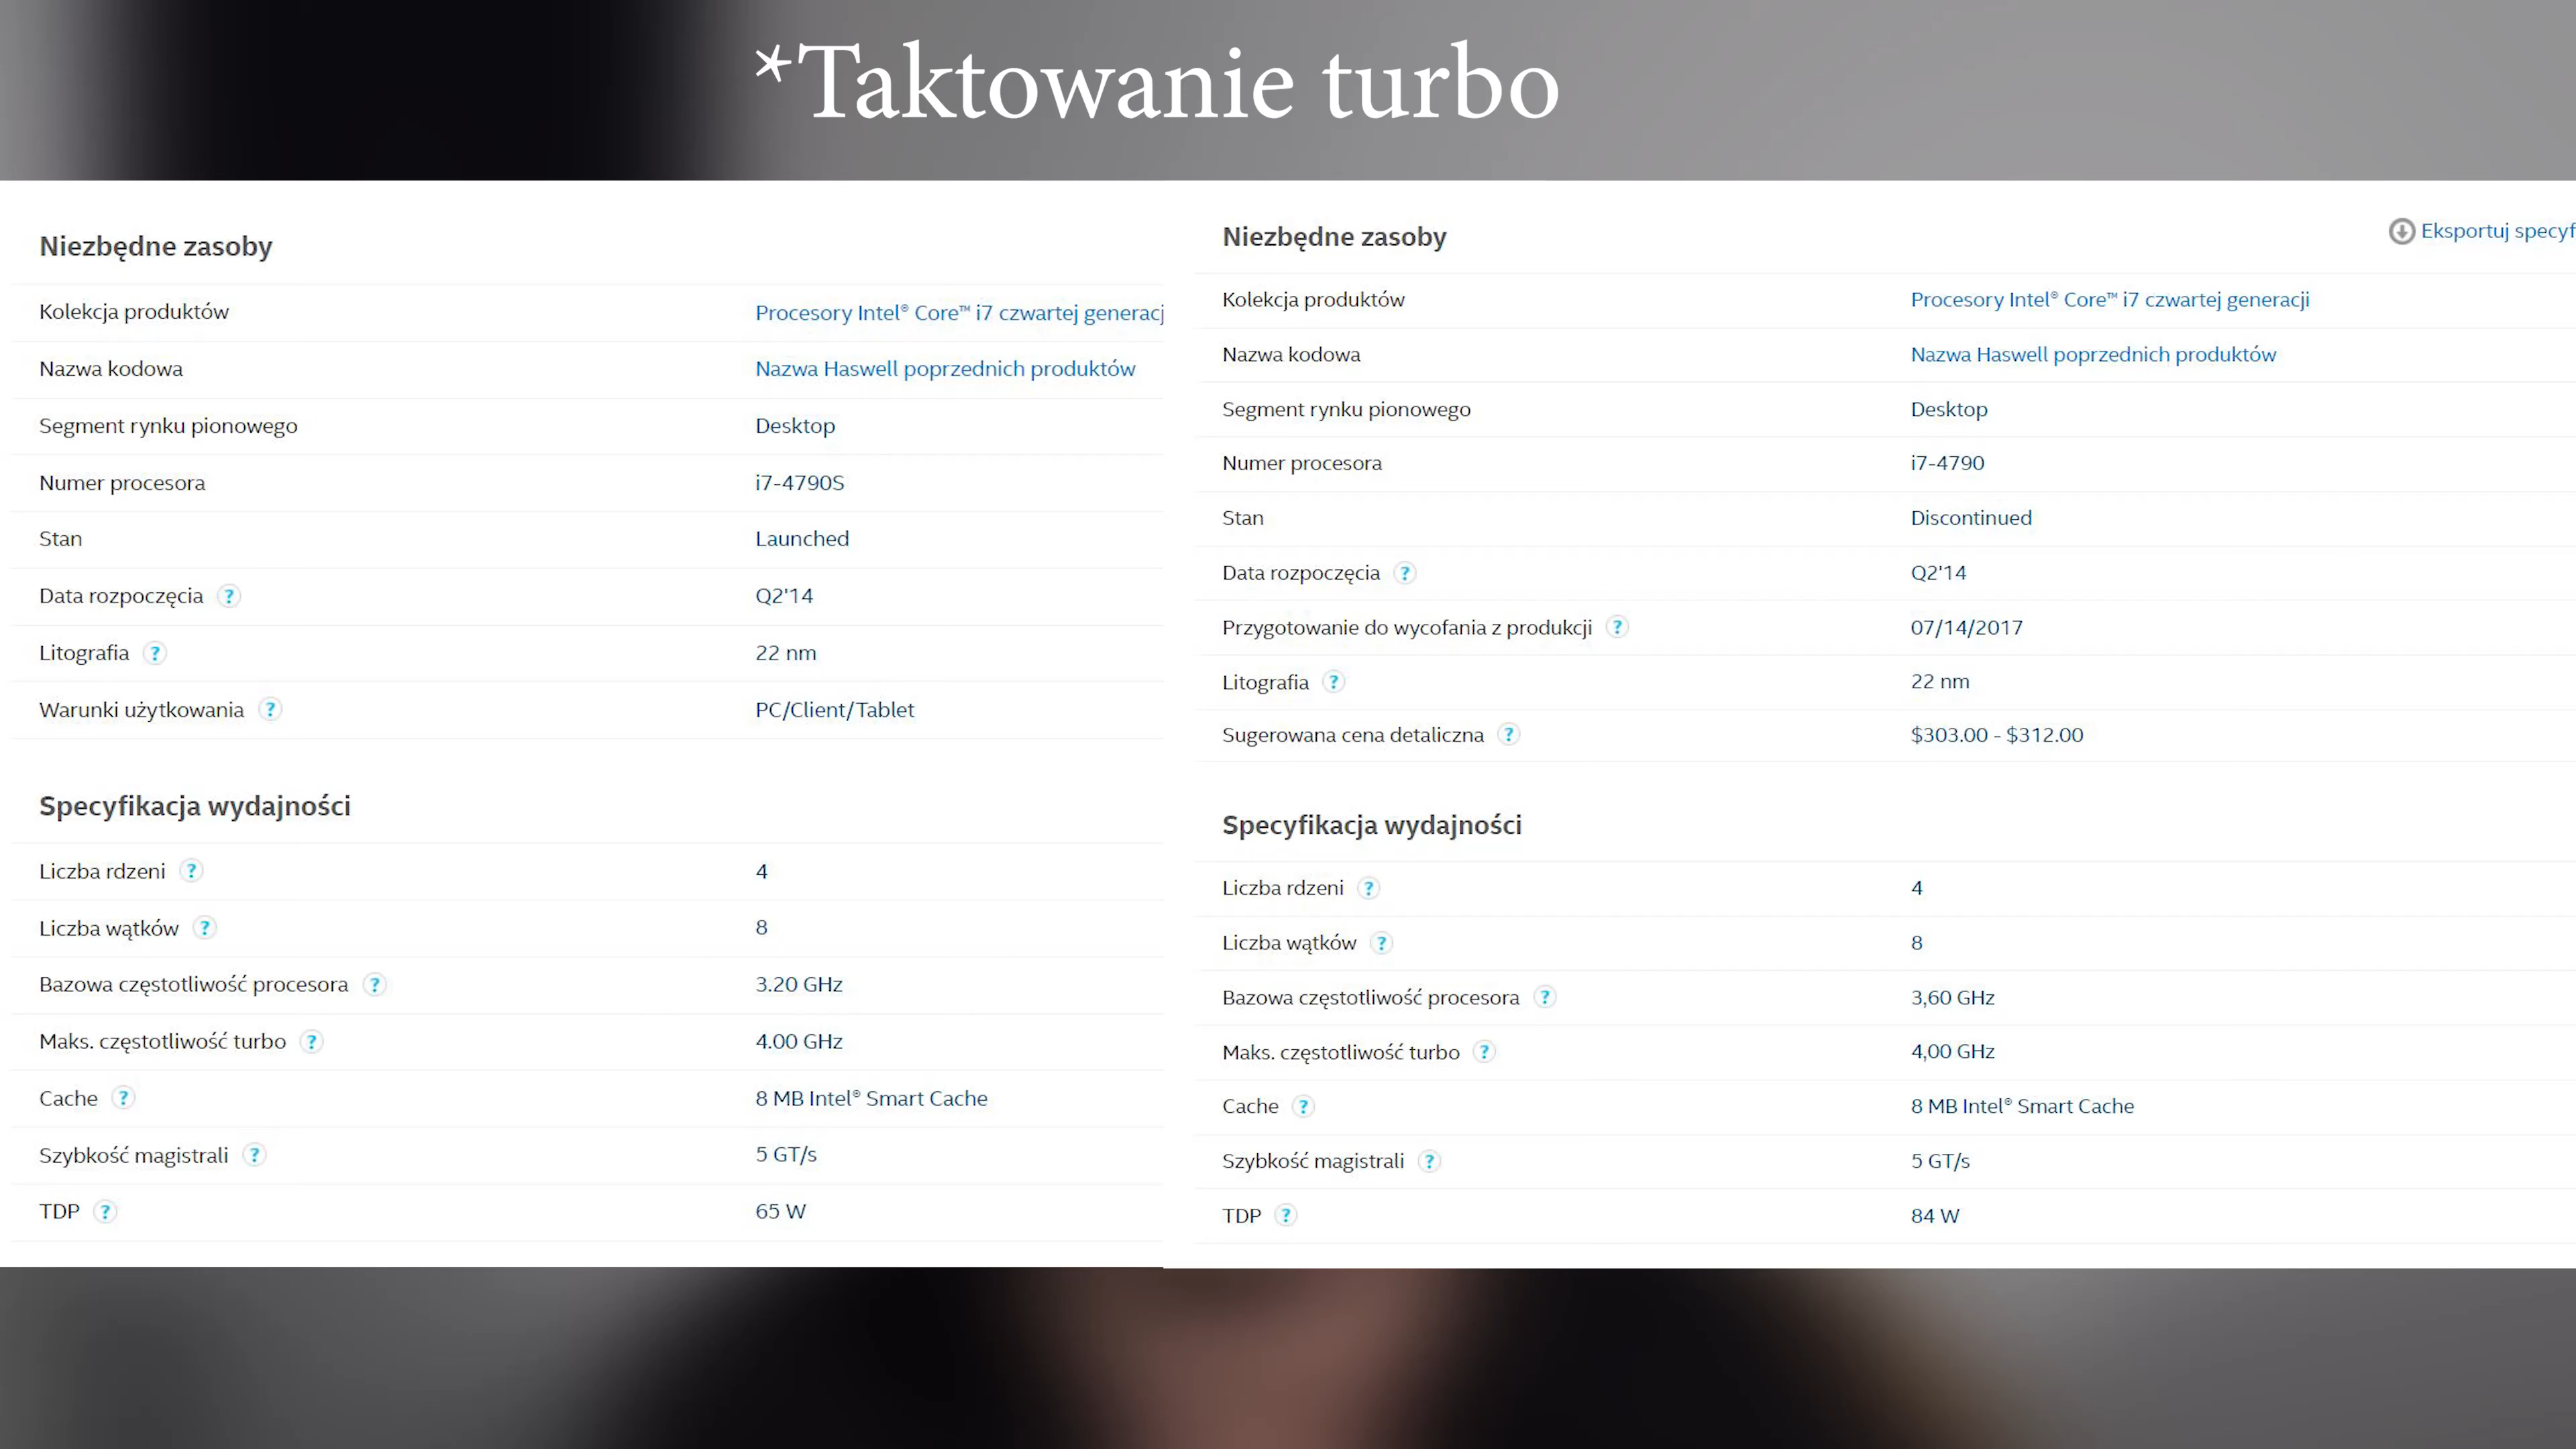 *Taktowanie turbo
Niezbędne zasoby
Kolekcja produktów Procesory Intel® Core™ i7 czwartej generacj
Nazwa kodowa Nazwa Haswell poprzednich produktów
Segment rynku pionowego Desktop
Numer procesora i7-4790S
Stan Launched
Data rozpoczęcia ? Q2'14
Litografia ? 22 nm
Warunki użytkowania ? PC/Client/Tablet
Specyfikacja wydajności
Liczba rdzeni ? 4
Liczba wątków ? 8
Bazowa częstotliwość procesora ? 3.20 GHz
Maks. częstotliwość turbo ? 4.00 GHz
Cache ? 8 MB Intel® Smart Cache
Szybkość magistrali ? 5 GT/s
TDP ? 65 W
Niezbędne zasoby Eksportuj specyf
Kolekcja produktów Procesory Intel® Core™ i7 czwartej generacji
Nazwa kodowa Nazwa Haswell poprzednich produktów
Segment rynku pionowego Desktop
Numer procesora i7-4790
Stan Discontinued
Data rozpoczęcia ? Q2'14
Przygotowanie do wycofania z produkcji ? 07/14/2017
Litografia ? 22 nm
Sugerowana cena detaliczna ? $303.00 - $312.00
Specyfikacja wydajności
Liczba rdzeni ? 4
Liczba wątków ? 8
Bazowa częstotliwość procesora ? 3,60 GHz
Maks. częstotliwość turbo ? 4,00 GHz
Cache ? 8 MB Intel® Smart Cache
Szybkość magistrali ? 5 GT/s
TDP ? 84 W